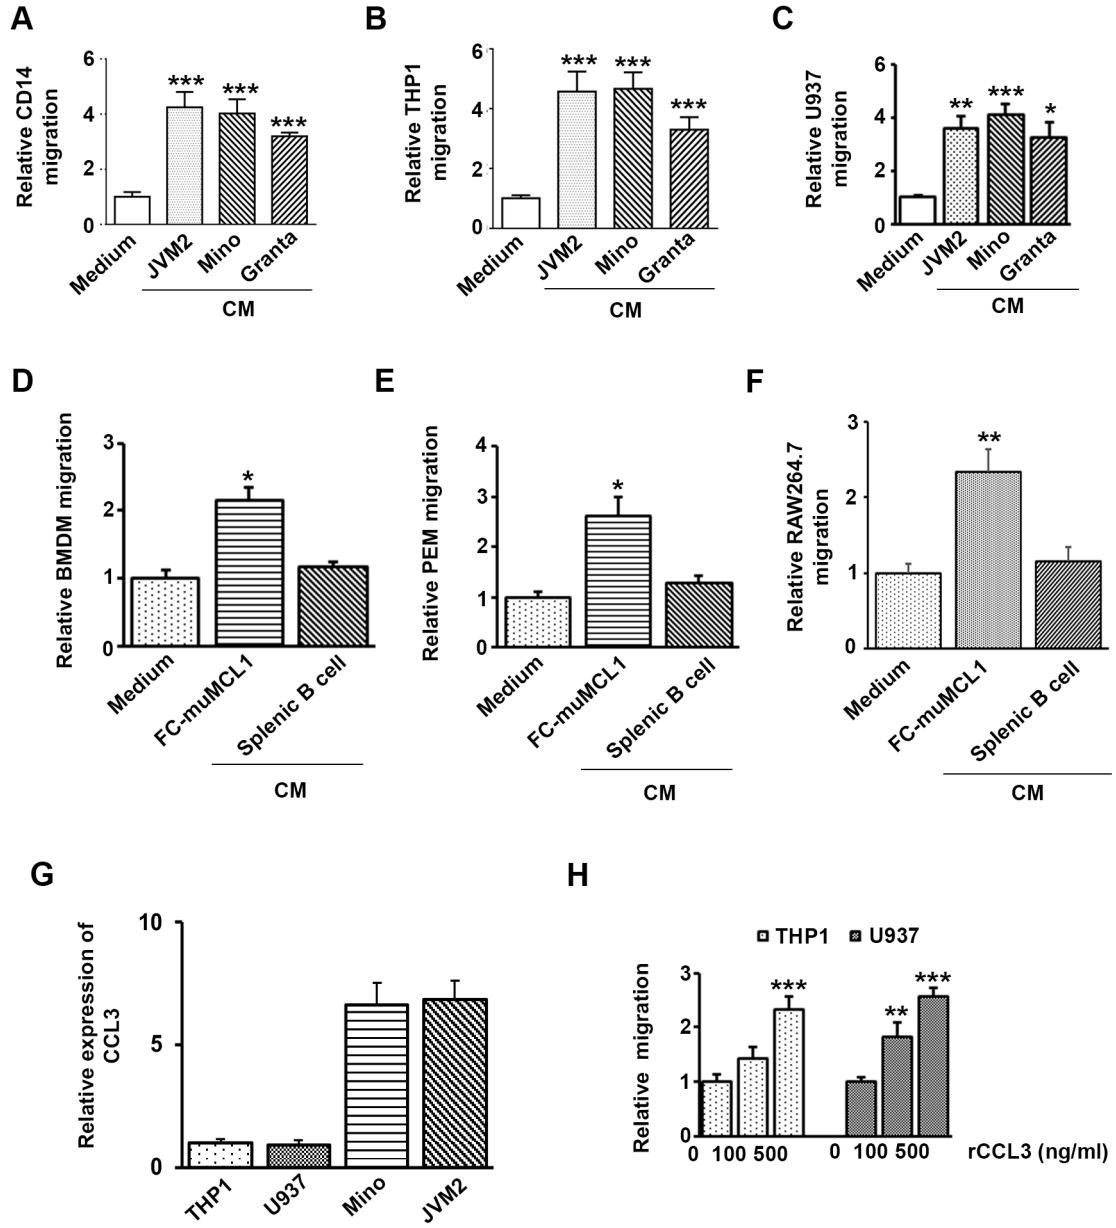 A
Relative CD14
migration
6
4
2
0
***
***
***
Medium
JVM2
Mino
Granta
CM
B
Relative THP1
migration
6
4
2
0
***
***
***
Medium
JVM2
Mino
Granta
CM
C
Relative U937
migration
6
4
2
0
**
***
*
Medium
JVM2
Mino
Granta
CM
D
Relative BMDM migration
3
2
1
0
*
Medium
FC-muMCL1
Splenic B cell
CM
E
Relative PEM migration
4
3
2
1
0
*
Medium
FC-muMCL1
Splenic B cell
CM
F
Relative RAW264.7
migration
3
2
1
0
**
Medium
FC-muMCL1
Splenic B cell
CM
G
Relative expression of
CCL3
10
5
0
THP1
U937
Mino
JVM2
H
THP1 U937
Relative migration
3
2
1
0
***
**
***
0 100 500 0 100 500 rCCL3 (ng/ml)